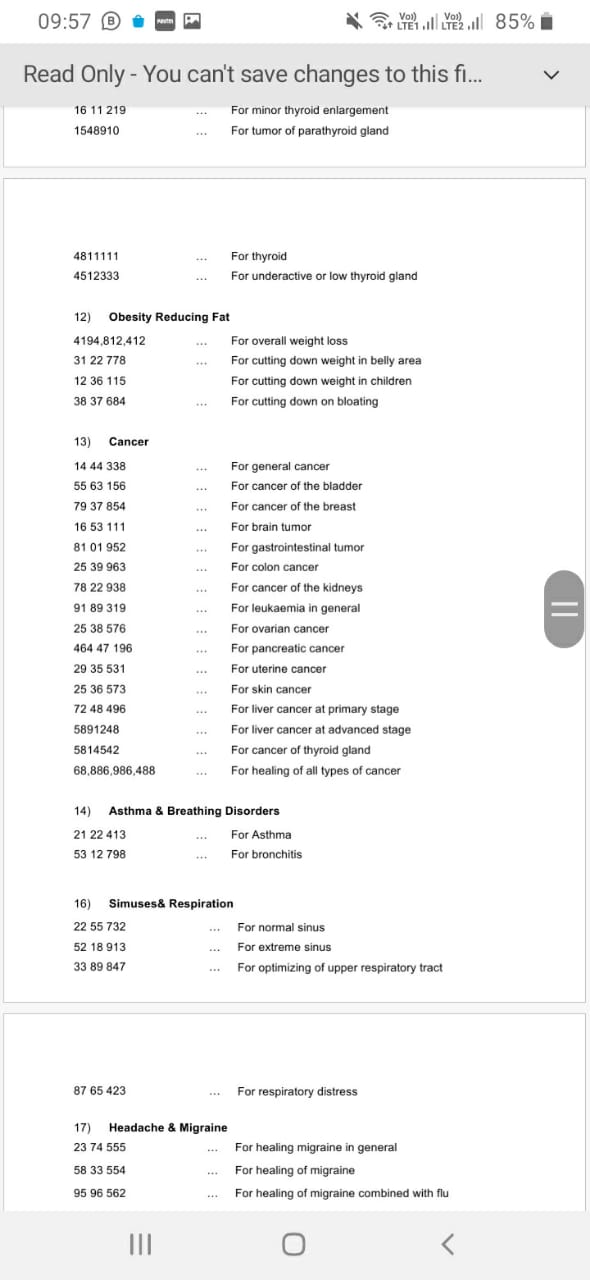 09:57 B Paytm Vo) LTE1 Vo) LTE2 85%
Read Only - You can't save changes to this fi...
16 11 219 ... For minor thyroid enlargement
1548910 ... For tumor of parathyroid gland
4811111 ... For thyroid
4512333 ... For underactive or low thyroid gland
12) Obesity Reducing Fat
4194,812,412 ... For overall weight loss
31 22 778 ... For cutting down weight in belly area
12 36 115 For cutting down weight in children
38 37 684 ... For cutting down on bloating
13) Cancer
14 44 338 ... For general cancer
55 63 156 ... For cancer of the bladder
79 37 854 ... For cancer of the breast
16 53 111 ... For brain tumor
81 01 952 ... For gastrointestinal tumor
25 39 963 ... For colon cancer
78 22 938 ... For cancer of the kidneys
91 89 319 ... For leukaemia in general
25 38 576 ... For ovarian cancer
464 47 196 ... For pancreatic cancer
29 35 531 ... For uterine cancer
25 36 573 ... For skin cancer
72 48 496 ... For liver cancer at primary stage
5891248 ... For liver cancer at advanced stage
5814542 ... For cancer of thyroid gland
68,886,986,488 ... For healing of all types of cancer
14) Asthma & Breathing Disorders
21 22 413 ... For Asthma
53 12 798 ... For bronchitis
16) Simuses& Respiration
22 55 732 ... For normal sinus
52 18 913 ... For extreme sinus
33 89 847 ... For optimizing of upper respiratory tract
87 65 423 ... For respiratory distress
17) Headache & Migraine
23 74 555 ... For healing migraine in general
58 33 554 ... For healing of migraine
95 96 562 ... For healing of migraine combined with flu